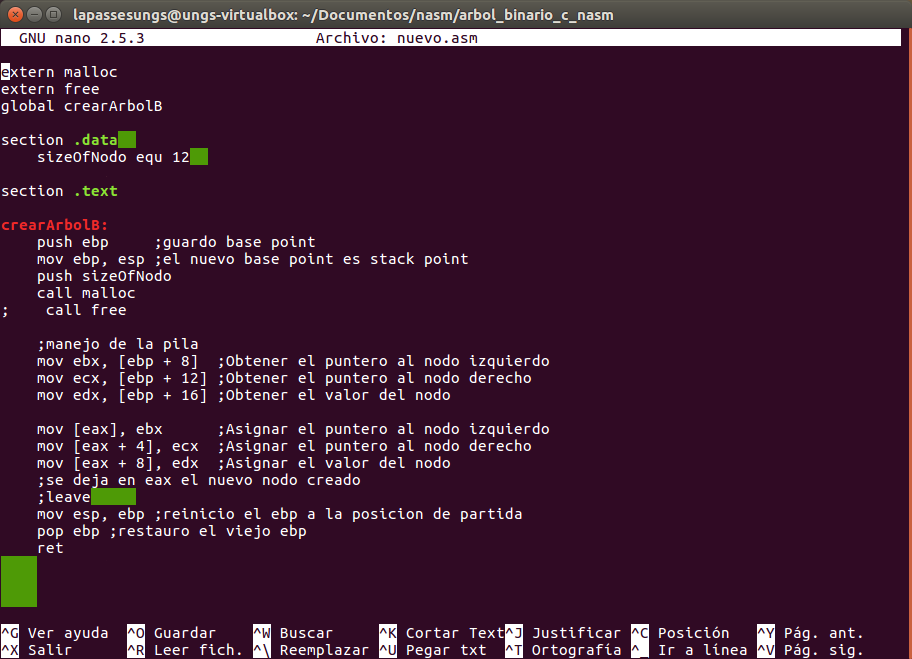 lapassesungs@ungs-virtualbox: ~/Documentos/nasm/arbol_binario_c_nasm
GNU nano 2.5.3 Archivo: nuevo.asm
extern malloc
extern free
global crearArbolB
section .data
sizeOfNodo equ 12
section .text
crearArbolB:
push ebp ;guardo base point
mov ebp, esp ;el nuevo base point es stack point
push sizeOfNodo
call malloc
; call free
;manejo de la pila
mov ebx, [ebp + 8] ;Obtener el puntero al nodo izquierdo
mov ecx, [ebp + 12] ;Obtener el puntero al nodo derecho
mov edx, [ebp + 16] ;Obtener el valor del nodo
mov [eax], ebx ;Asignar el puntero al nodo izquierdo
mov [eax + 4], ecx ;Asignar el puntero al nodo derecho
mov [eax + 8], edx ;Asignar el valor del nodo
;se deja en eax el nuevo nodo creado
;leave
mov esp, ebp ;reinicio el ebp a la posicion de partida
pop ebp ;restauro el viejo ebp
ret
^G Ver ayuda ^O Guardar ^W Buscar ^K Cortar Text ^J Justificar ^C Posición ^Y Pág. ant.
^X Salir ^R Leer fich. ^\ Reemplazar ^U Pegar txt ^T Ortografía ^_ Ir a línea ^V Pág. sig.